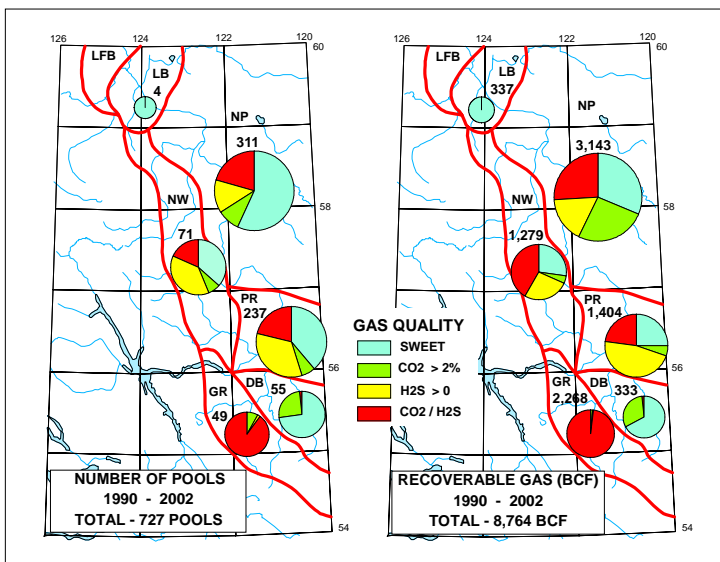 126
124
122
120
60
LFB
LB
4
NP
311
58
NW
71
PR
237
56
GR
49
DB
55
54
NUMBER OF POOLS
1990 - 2002
TOTAL - 727 POOLS
GAS QUALITY
SWEET
CO2 > 2%
H2S > 0
CO2 / H2S
126
124
122
120
60
LFB
LB
337
NP
3,143
58
NW
1,279
PR
1,404
56
GR
2,268
DB
333
54
RECOVERABLE GAS (BCF)
1990 - 2002
TOTAL - 8,764 BCF